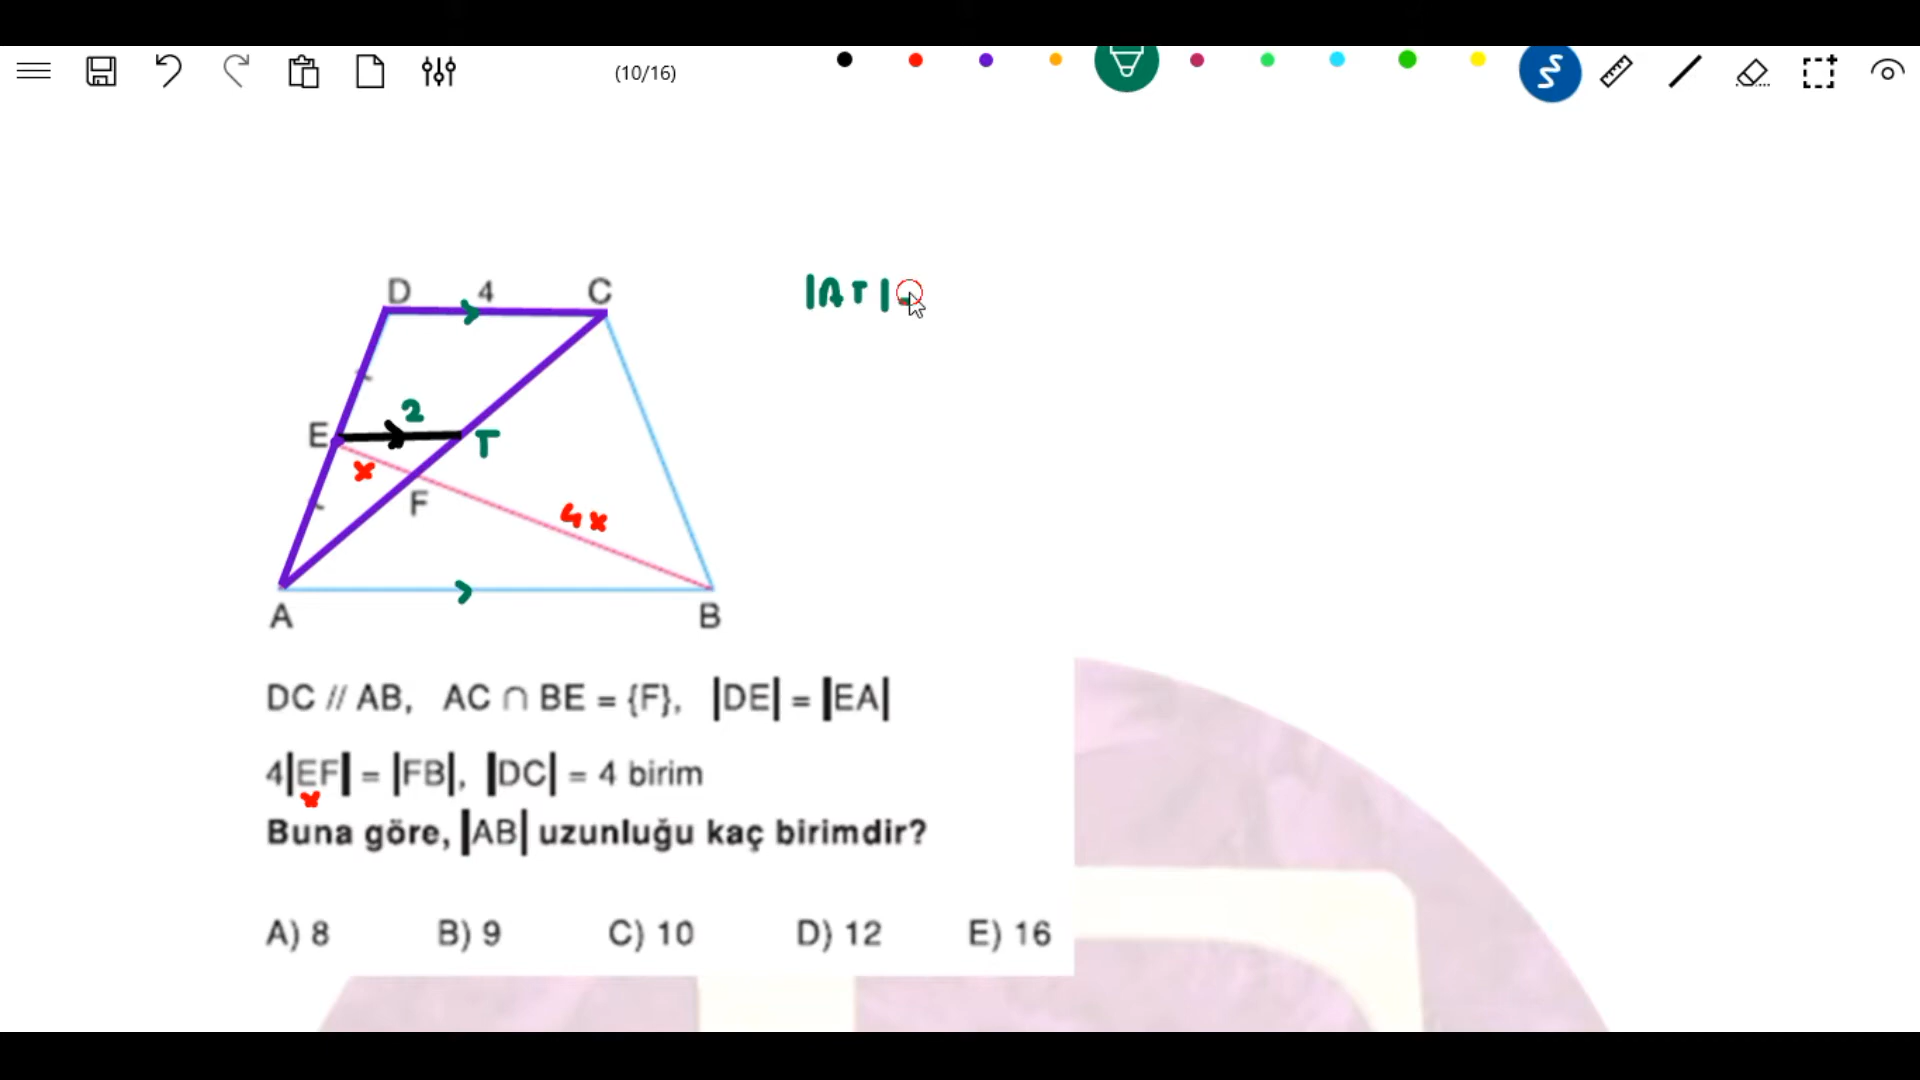 (10/16)
D 4 C
|AT|=
2
E T
x
F
4x
A B
DC // AB, AC ∩ BE = {F}, |DE| = |EA|
4|EF| = |FB|, |DC| = 4 birim
x
Buna göre, |AB| uzunluğu kaç birimdir?
A) 8 B) 9 C) 10 D) 12 E) 16